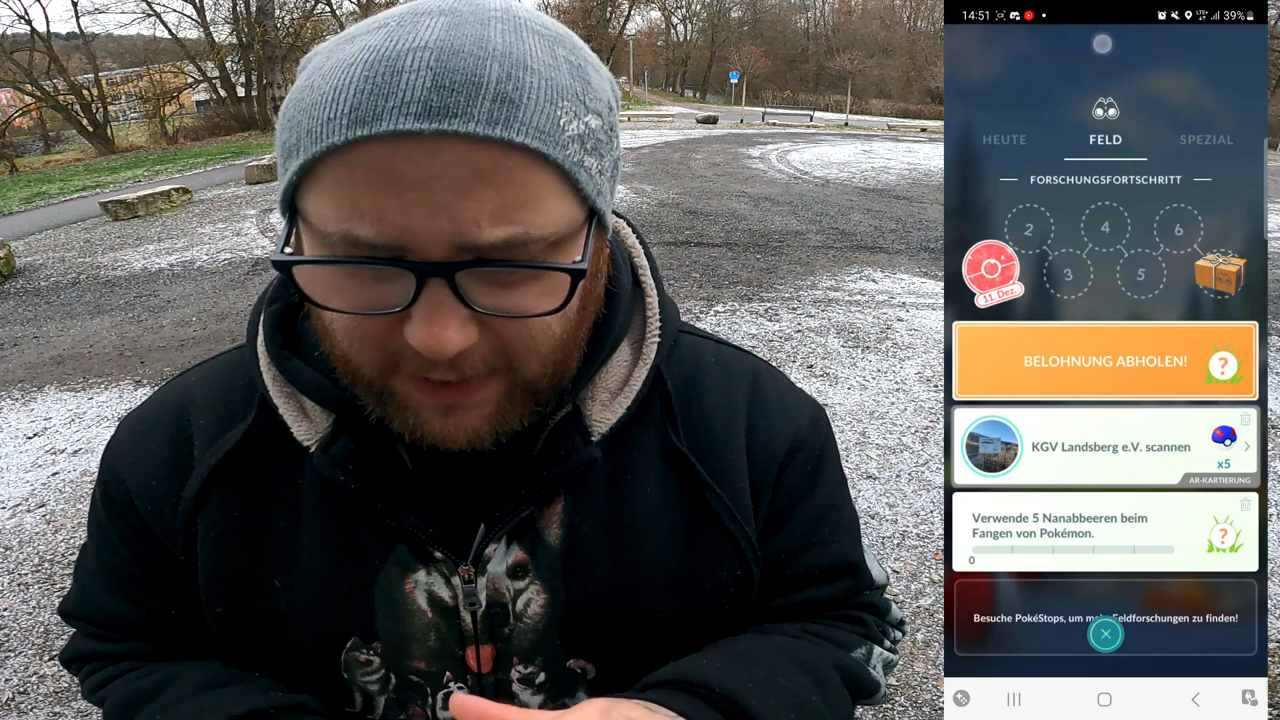 14:51
LTE+
39%
HEUTE
FELD
SPEZIAL
FORSCHUNGSFORTSCHRITT
2
4
6
3
5
11. Dez.
BELOHNUNG ABHOLEN!
?
KGV Landsberg e.V. scannen
x5
AR-KARTIERUNG
Verwende 5 Nanabbeeren beim
Fangen von Pokémon.
?
0
Besuche PokéStops, um mehr Feldforschungen zu finden!